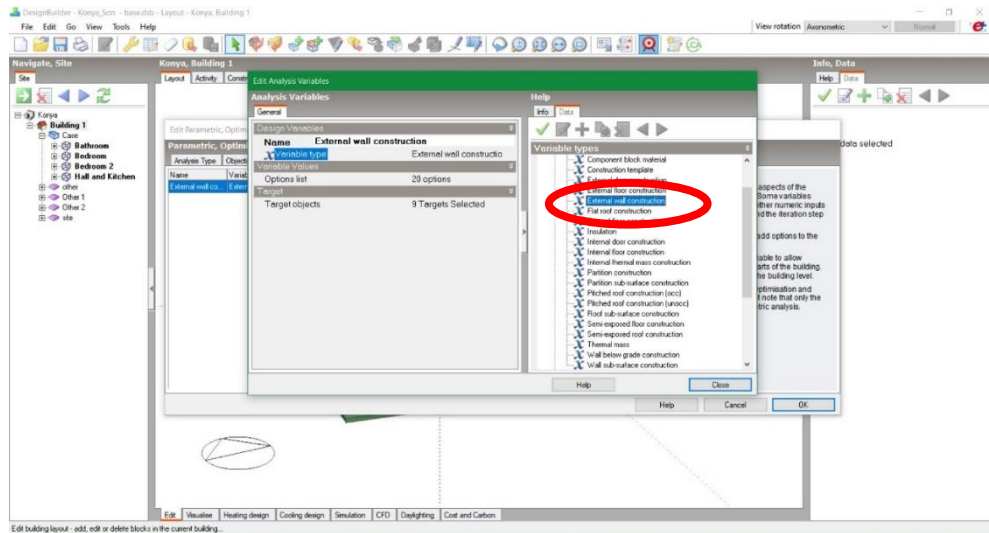 DesignBuilder - Konya_Son - base.dsb - Layout - Konya, Building 1
File Edit Go View Tools Help
View rotation Axonometric Normal
Navigate, Site
Site
Konya
Building 1
Case
Bathroom
Bedroom
Bedroom 2
Hall and Kitchen
other
Other 1
Other 2
site
Konya, Building 1
Layout Activity
Edit Parametric, Optim
Parametric, Optimi
Analysis Type Objecti
Name Variab
External wall co... Exter
Edit Analysis Variables
Analysis Variables
General
Design Variables
Name External wall construction
Variable type External wall constructio
Variable Values
Options list 20 options
Target
Target objects 9 Targets Selected
Help
Info Data
Variable types
Component block material
Construction template
External floor construction
External wall construction
Flat roof construction
Insulation
Internal door construction
Internal floor construction
Internal thermal mass construction
Partition construction
Partition sub-surface construction
Pitched roof construction (occ)
Pitched roof construction (unocc)
Roof sub-surface construction
Semi-exposed floor construction
Semi-exposed roof construction
Thermal mass
Wall below grade construction
Wall sub-surface construction
Help Close
aspects of the
Some variables
ther numeric inputs
nd the iteration step
add options to the
iable to allow
arts of the building.
he building level.
ptimisation and
t note that only the
tric analysis.
Help Cancel OK
Info, Data
Help Data
data selected
Edit Visualise Heating design Cooling design Simulation CFD Daylighting Cost and Carbon
Edit building layout - add, edit or delete blocks in the current building...